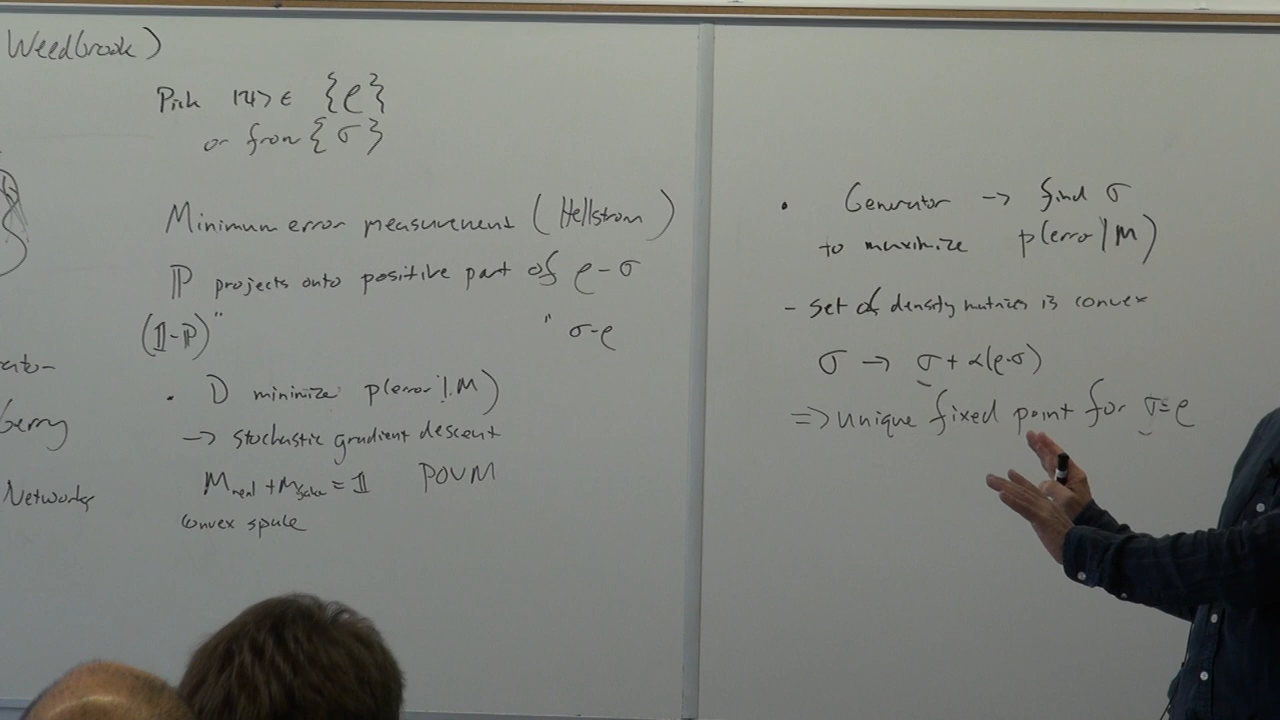 Weedbrook)
Pick |ψ> ∈ {ρ}
or from {σ}
Minimum error measurement (Hellstrom)
ℙ projects onto positive part of ρ-σ
(𝟙-ℙ) " " σ-ρ
• D minimize p(error|M)
→ stochastic gradient descent
M_real + M_fake = 𝟙 POVM
convex space
ator-
berry
Networks
• Generator → find σ
to maximize p(error|M)
- set of density matrices is convex
σ → σ + α(ρ-σ)
=> unique fixed point for σ=ρ